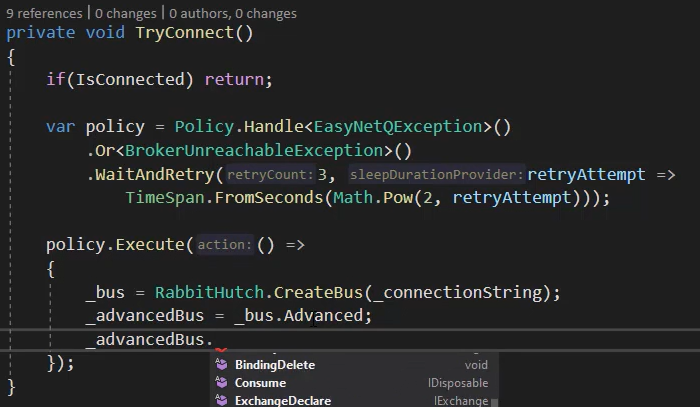 9 references | 0 changes | 0 authors, 0 changes
private void TryConnect()
{
if(IsConnected) return;
var policy = Policy.Handle<EasyNetQException>()
.Or<BrokerUnreachableException>()
.WaitAndRetry(retryCount:3, sleepDurationProvider:retryAttempt =>
TimeSpan.FromSeconds(Math.Pow(2, retryAttempt)));
policy.Execute(action:() =>
{
_bus = RabbitHutch.CreateBus(_connectionString);
_advancedBus = _bus.Advanced;
_advancedBus.
});
BindingDelete void
Consume IDisposable
ExchangeDeclare IExchange
}